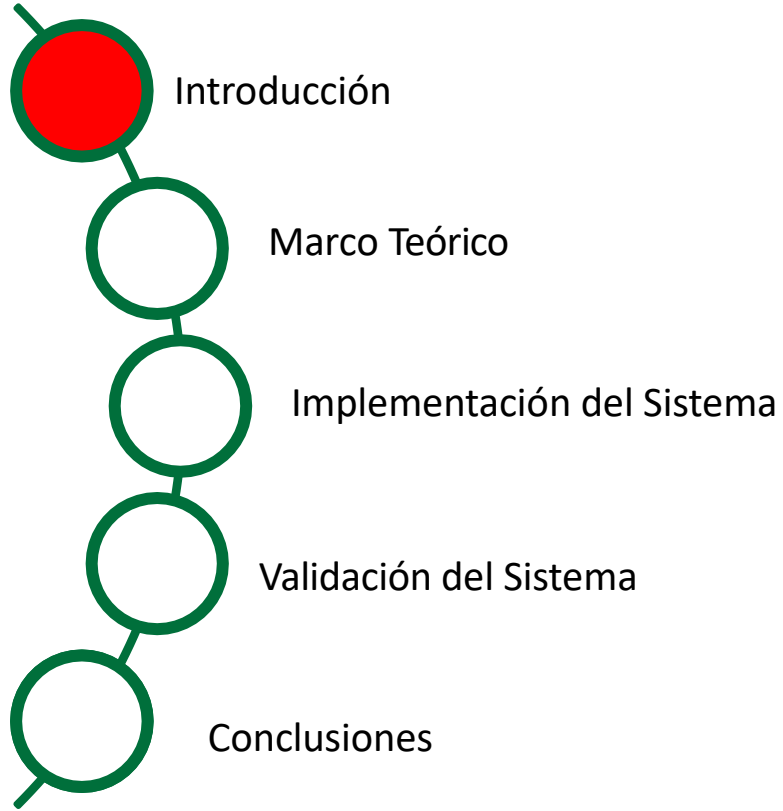 Introducción
Marco Teórico
Implementación del Sistema
Validación del Sistema
Conclusiones